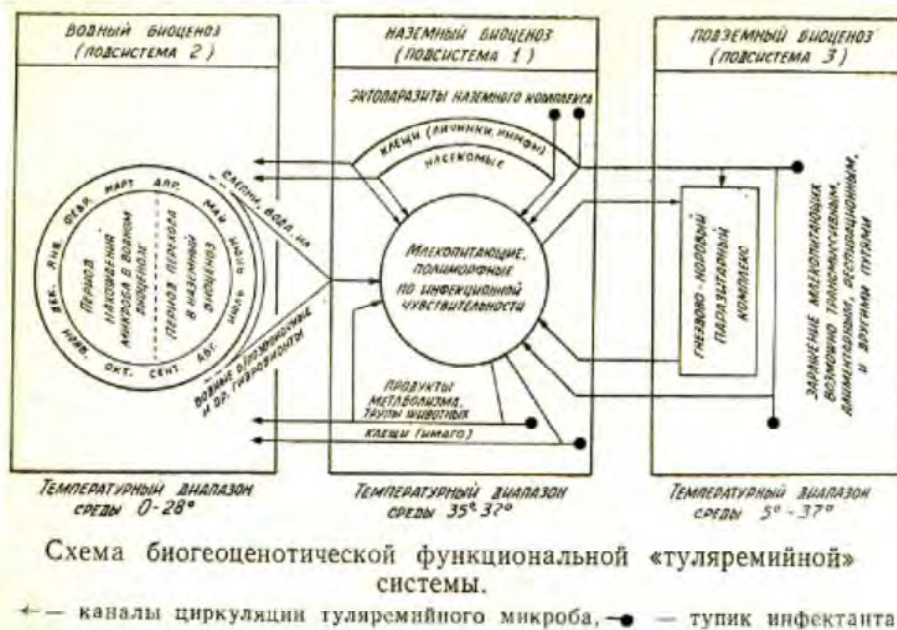 ВОДНЫЙ БИОЦЕНОЗ
(ПОДСИСТЕМА 2)
НАЗЕМНЫЙ БИОЦЕНОЗ
(ПОДСИСТЕМА 1)
ПОДЗЕМНЫЙ БИОЦЕНОЗ
(ПОДСИСТЕМА 3)
ЭКТОПАРАЗИТЫ НАЗЕМНОГО КОМПЛЕКСА
КЛЕЩИ (ЛИЧИНКИ, НИМФЫ)
НАСЕКОМЫЕ
ЯНВ. ФЕВР. МАРТ АПР. МАЙ ИЮНЬ ИЮЛЬ АВГ. СЕНТ. ОКТ. НОЯБ. ДЕК.
ПЕРИОД
НАХОЖДЕНИЯ
МИКРОБА В ВОДНОМ
БИОЦЕНОЗЕ
ПЕРИОД ПЕРЕХОДА
В НАЗЕМНЫЙ
БИОЦЕНОЗ
СЛЕПНИ, ВОДА, ИЛ
ВОДНЫЕ БЕСПОЗВОНОЧНЫЕ
И ДР. ГИДРОБИОНТЫ
МЛЕКОПИТАЮЩИЕ,
ПОЛИМОРФНЫЕ
ПО ИНФЕКЦИОННОЙ
ЧУВСТВИТЕЛЬНОСТИ
ГНЕЗДОВО-НОРОВЫЙ
ПАРАЗИТАРНЫЙ
КОМПЛЕКС
ЗАРАЖЕНИЕ МЛЕКОПИТАЮЩИХ
ВОЗМОЖНО ТРАНСМИССИВНЫМ,
АЛИМЕНТАРНЫМ, РЕСПИРАЦИОННЫМ,
И ДРУГИМИ ПУТЯМИ
ПРОДУКТЫ
МЕТАБОЛИЗМА,
ТРУПЫ ЖИВОТНЫХ
КЛЕЩИ (ИМАГО)
ТЕМПЕРАТУРНЫЙ ДИАПАЗОН
СРЕДЫ 0-28°
ТЕМПЕРАТУРНЫЙ ДИАПАЗОН
СРЕДЫ 35°-37°
ТЕМПЕРАТУРНЫЙ ДИАПАЗОН
СРЕДЫ 5°-37°
Схема биогеоценотической функциональной «туляремийной»
системы.
— каналы циркуляции туляремийного микроба, — тупик инфектанта